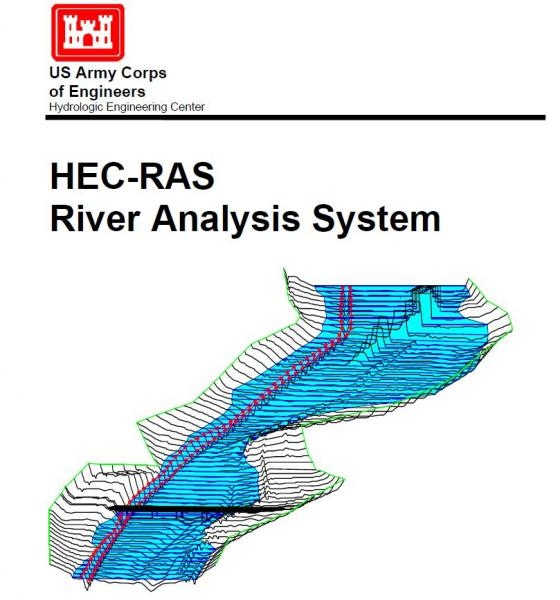 US Army Corps
of Engineers
Hydrologic Engineering Center
HEC-RAS
River Analysis System